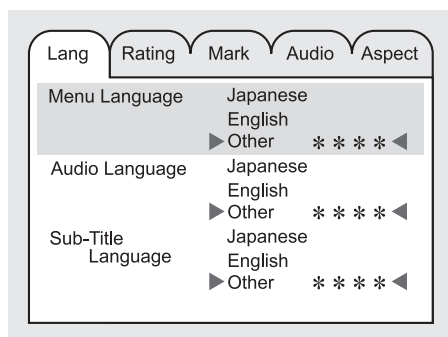 Lang Rating Mark Audio Aspect
Menu Language Japanese
English
▶Other ＊＊＊＊◀
Audio Language Japanese
English
▶Other ＊＊＊＊◀
Sub-Title Japanese
Language English
▶Other ＊＊＊＊◀